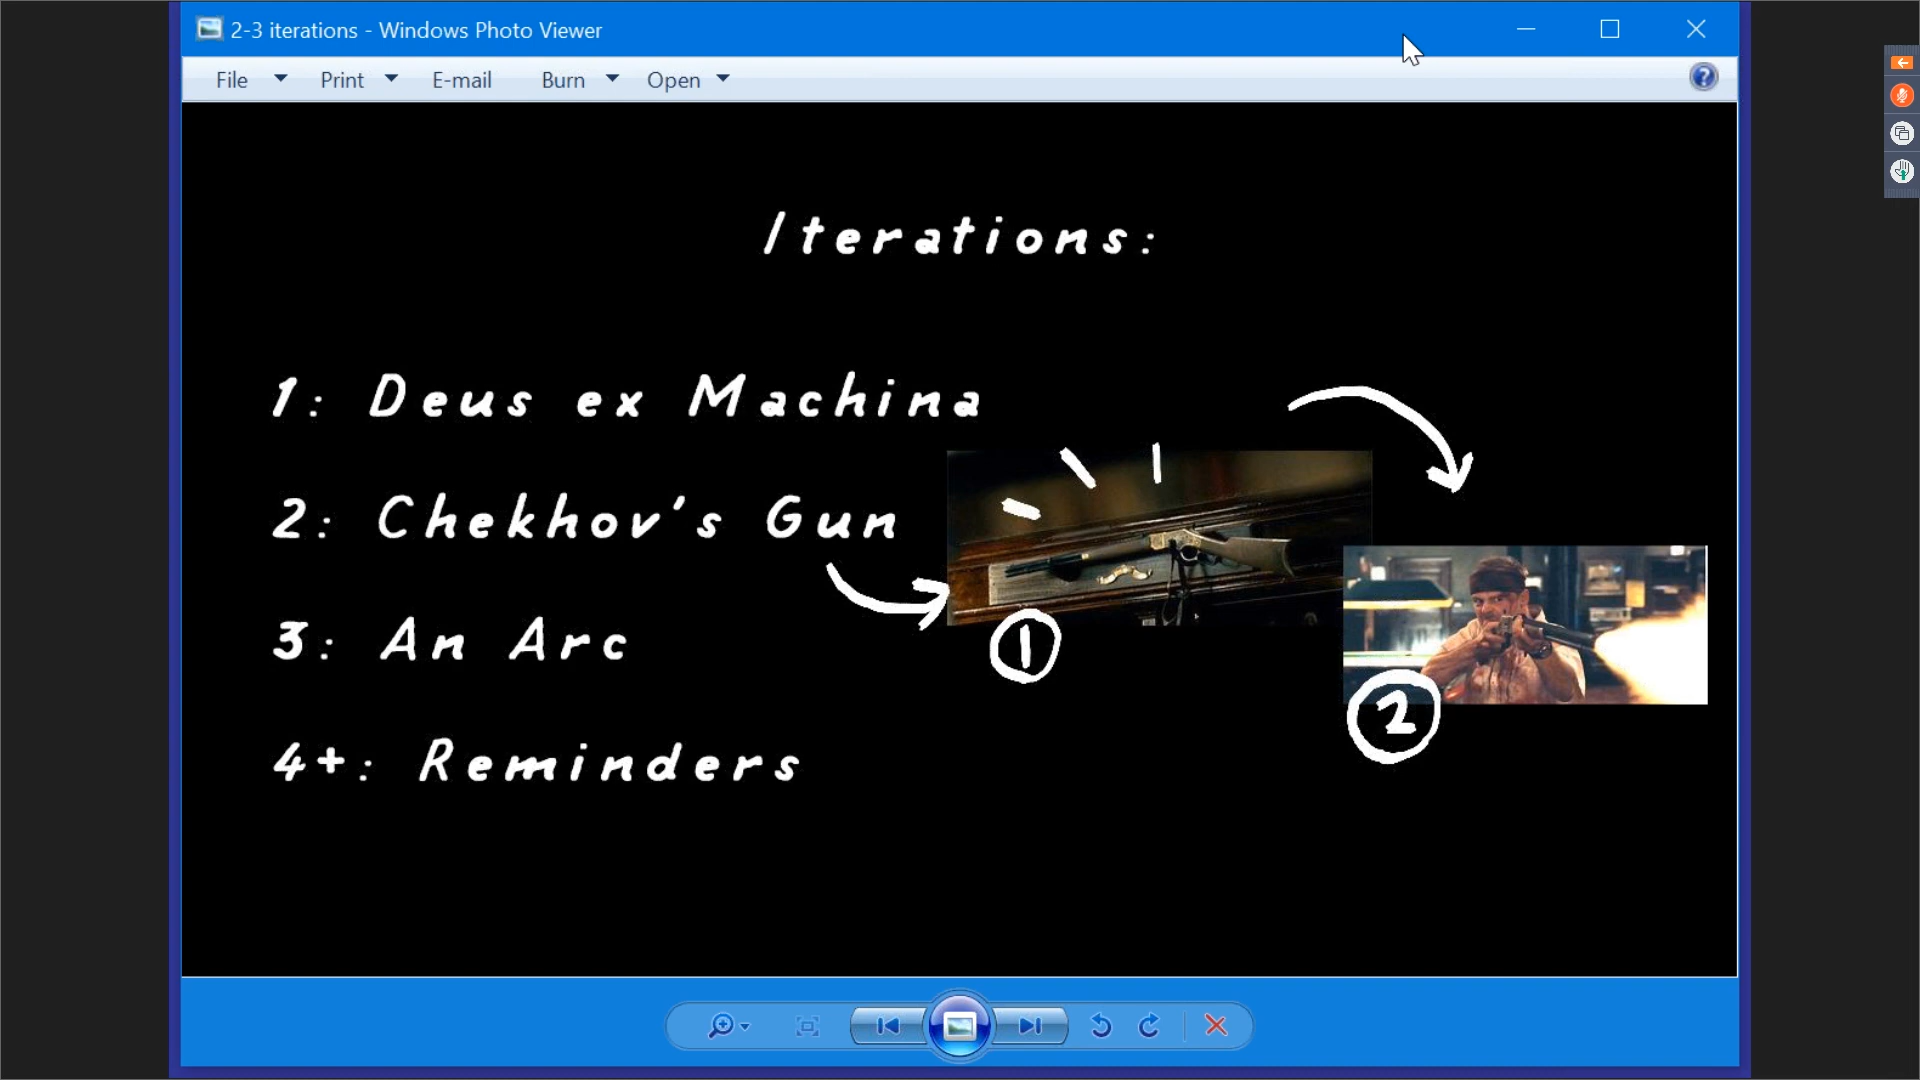 2-3 iterations - Windows Photo Viewer
File Print E-mail Burn Open
Iterations:
1: Deus ex Machina
2: Chekhov's Gun
3: An Arc
4+: Reminders
1
2